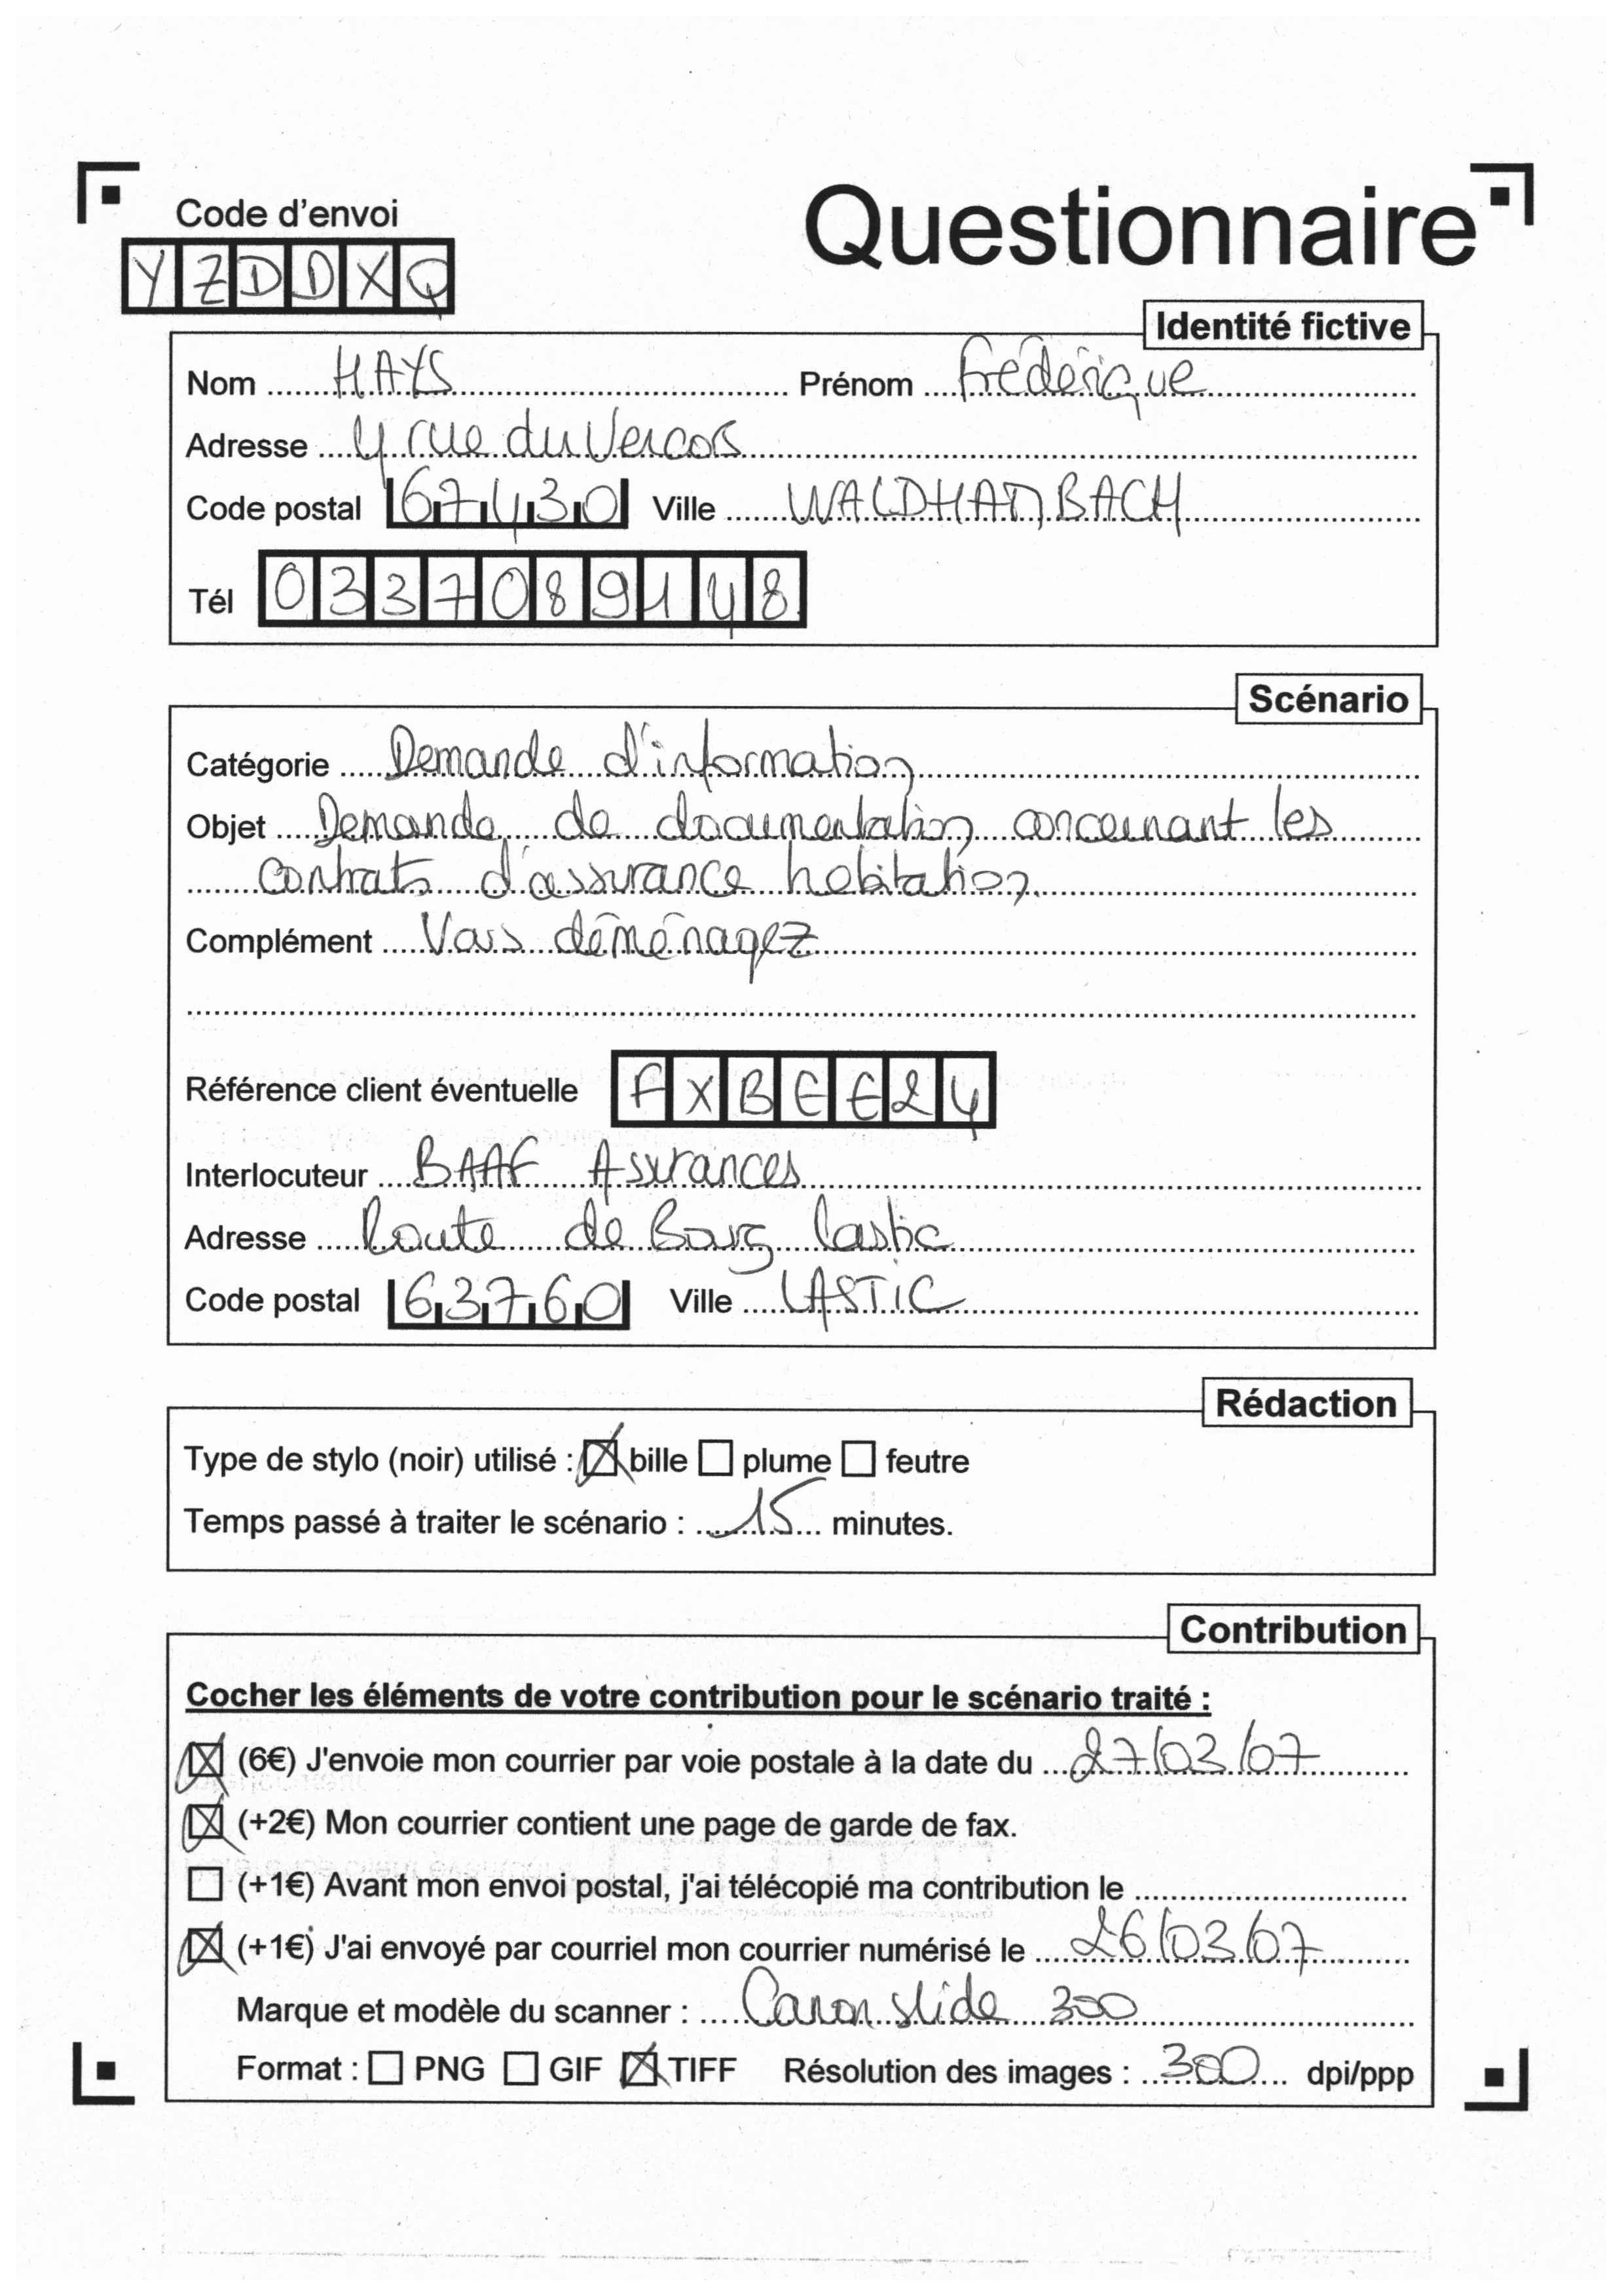 Questionnaire
Code d'envoi
YZDDXQ
Identité fictive
Nom HAYS Prénom Frédérique
Adresse 4 rue du Vercors
Code postal 67430 Ville WALDHAMBACH
Tél 0337089148
Scénario
Catégorie Demande d'information
Objet Demande de documentation concernant les
contrats d'assurance habitation.
Complément Vous déménagez
Référence client éventuelle FXBEE24
Interlocuteur BAAF Assurances
Adresse Route de Bourg Lastic
Code postal 63760 Ville LASTIC
Rédaction
Type de stylo (noir) utilisé : ☒ bille ☐ plume ☐ feutre
Temps passé à traiter le scénario : 15 minutes.
Contribution
Cocher les éléments de votre contribution pour le scénario traité :
☒ (6€) J'envoie mon courrier par voie postale à la date du 27/03/07
☒ (+2€) Mon courrier contient une page de garde de fax.
☐ (+1€) Avant mon envoi postal, j'ai télécopié ma contribution le
☒ (+1€) J'ai envoyé par courriel mon courrier numérisé le 26/03/07
Marque et modèle du scanner : Canon slide 300
Format : ☐ PNG ☐ GIF ☒ TIFF Résolution des images : 300 dpi/ppp